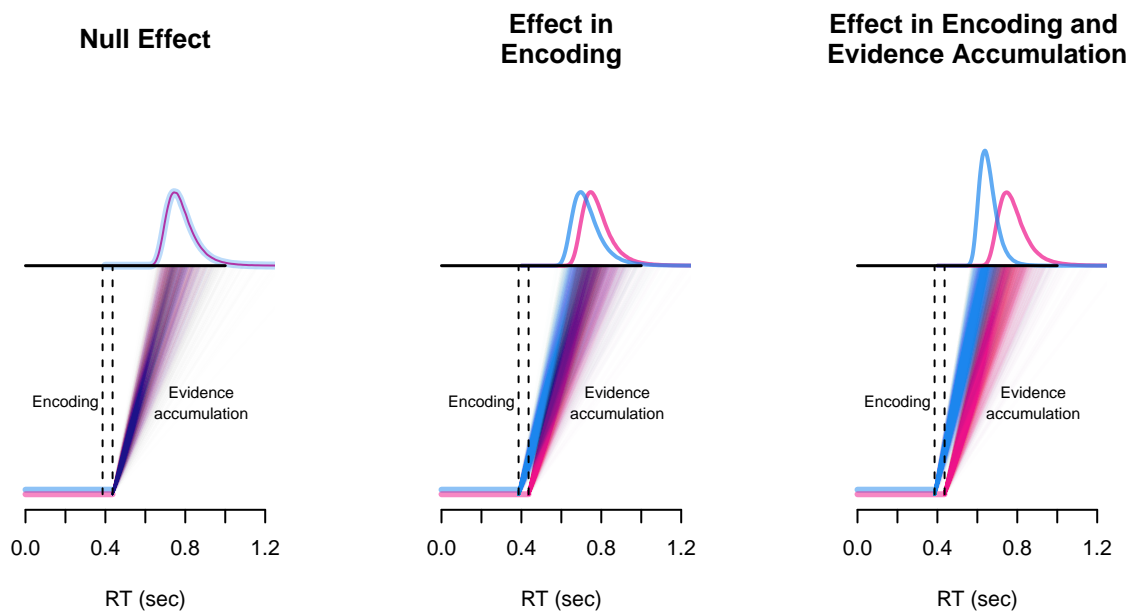 Null Effect
Effect in
Encoding
Effect in Encoding and
Evidence Accumulation
Encoding
Evidence
accumulation
Encoding
Evidence
accumulation
Encoding
Evidence
accumulation
0.0 0.4 0.8 1.2
0.0 0.4 0.8 1.2
0.0 0.4 0.8 1.2
RT (sec)
RT (sec)
RT (sec)